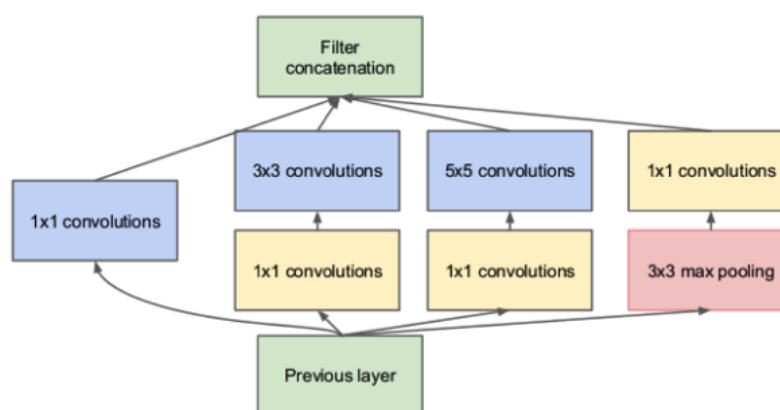 Filter
concatenation
3x3 convolutions
5x5 convolutions
1x1 convolutions
1x1 convolutions
1x1 convolutions
1x1 convolutions
3x3 max pooling
Previous layer